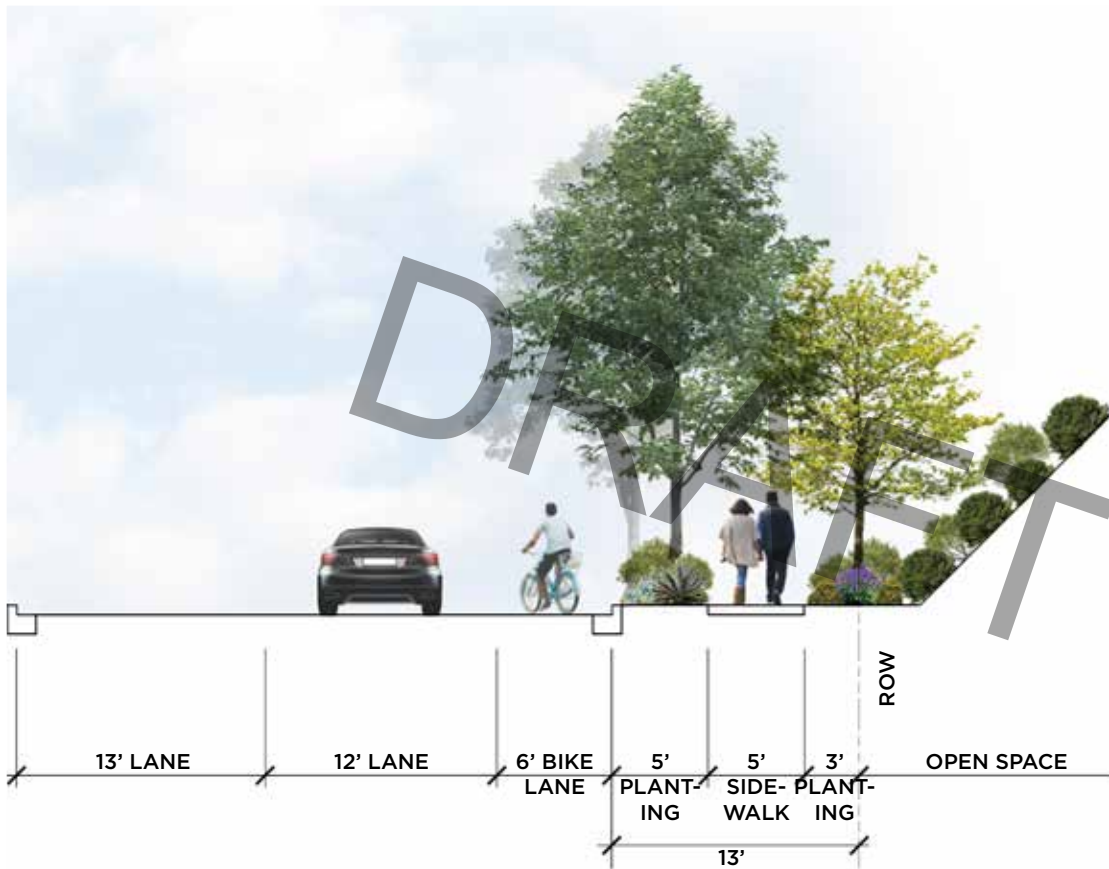 DRAFT
ROW
13' LANE
12' LANE
6' BIKE
LANE
5'
PLANT-
ING
5'
SIDE-
WALK
3'
PLANT-
ING
OPEN SPACE
13'